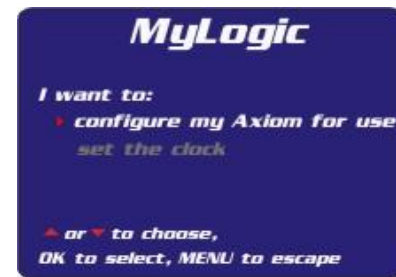 MyLogic
I want to:
configure my Axiom for use
set the clock
or to choose,
OK to select, MENU to escape